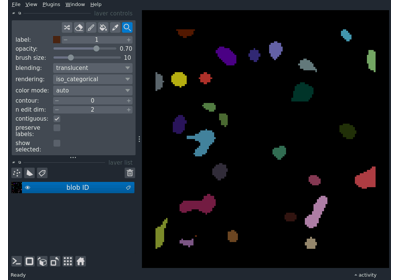 File View Plugins Window Help
layer controls
label: 1
opacity: 0.70
brush size: 10
blending: translucent
rendering: iso_categorical
color mode: auto
contour: 0
n edit dim: 2
contiguous:
preserve
labels:
show
selected:
layer list
blob ID
Ready
activity